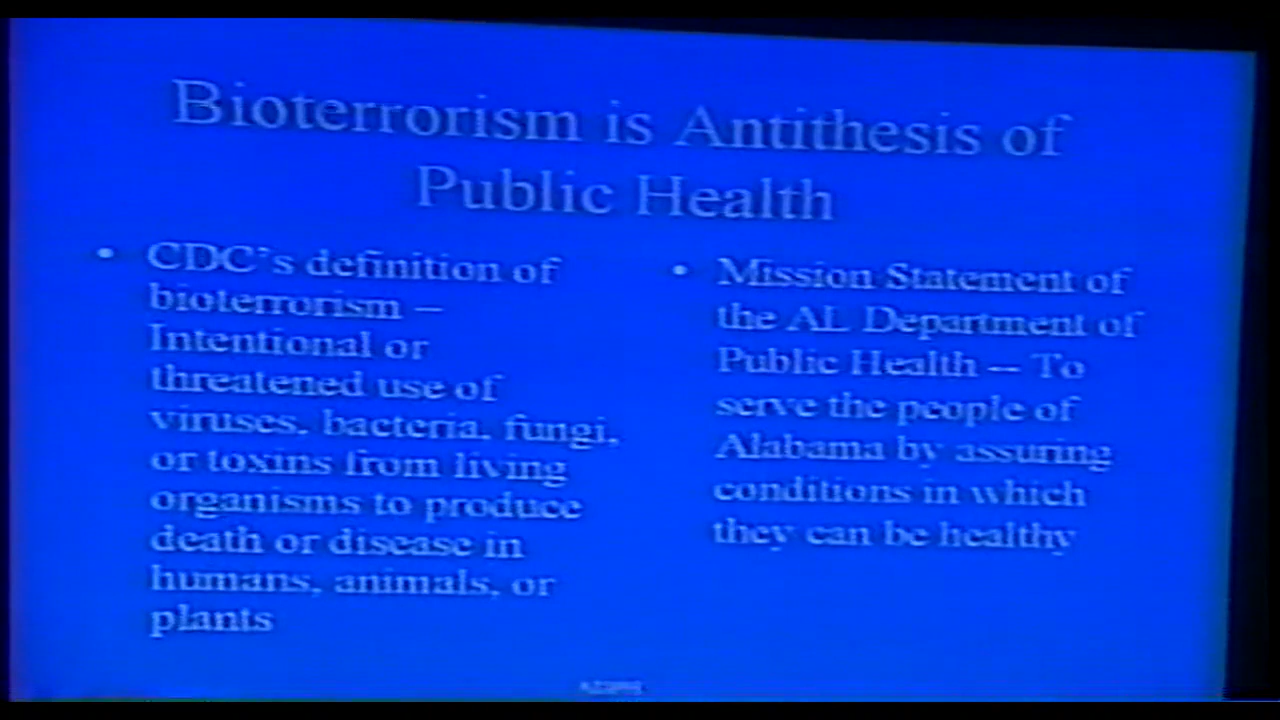 Bioterrorism is Antithesis of
Public Health
• CDC's definition of
bioterrorism –
Intentional or
threatened use of
viruses, bacteria, fungi,
or toxins from living
organisms to produce
death or disease in
humans, animals, or
plants
• Mission Statement of
the AL Department of
Public Health -- To
serve the people of
Alabama by assuring
conditions in which
they can be healthy